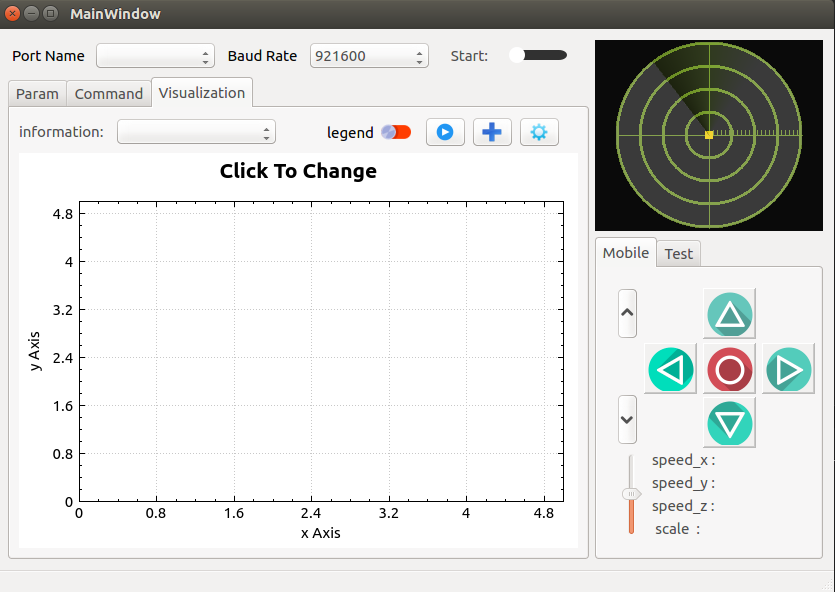 MainWindow
Port Name
Baud Rate 921600
Start:
Param Command Visualization
information:
legend
Click To Change
4.8
4
3.2
2.4
1.6
0.8
0
y Axis
0 0.8 1.6 2.4 3.2 4 4.8
x Axis
Mobile Test
speed_x :
speed_y :
speed_z :
scale :